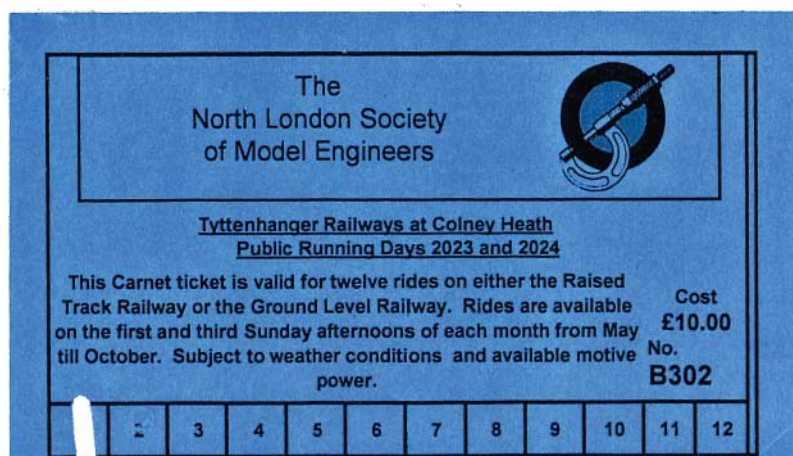 The
North London Society
of Model Engineers
Tyttenhanger Railways at Colney Heath
Public Running Days 2023 and 2024
This Carnet ticket is valid for twelve rides on either the Raised
Track Railway or the Ground Level Railway. Rides are available
on the first and third Sunday afternoons of each month from May
till October. Subject to weather conditions and available motive
power.
Cost
£10.00
No.
B302
2 3 4 5 6 7 8 9 10 11 12